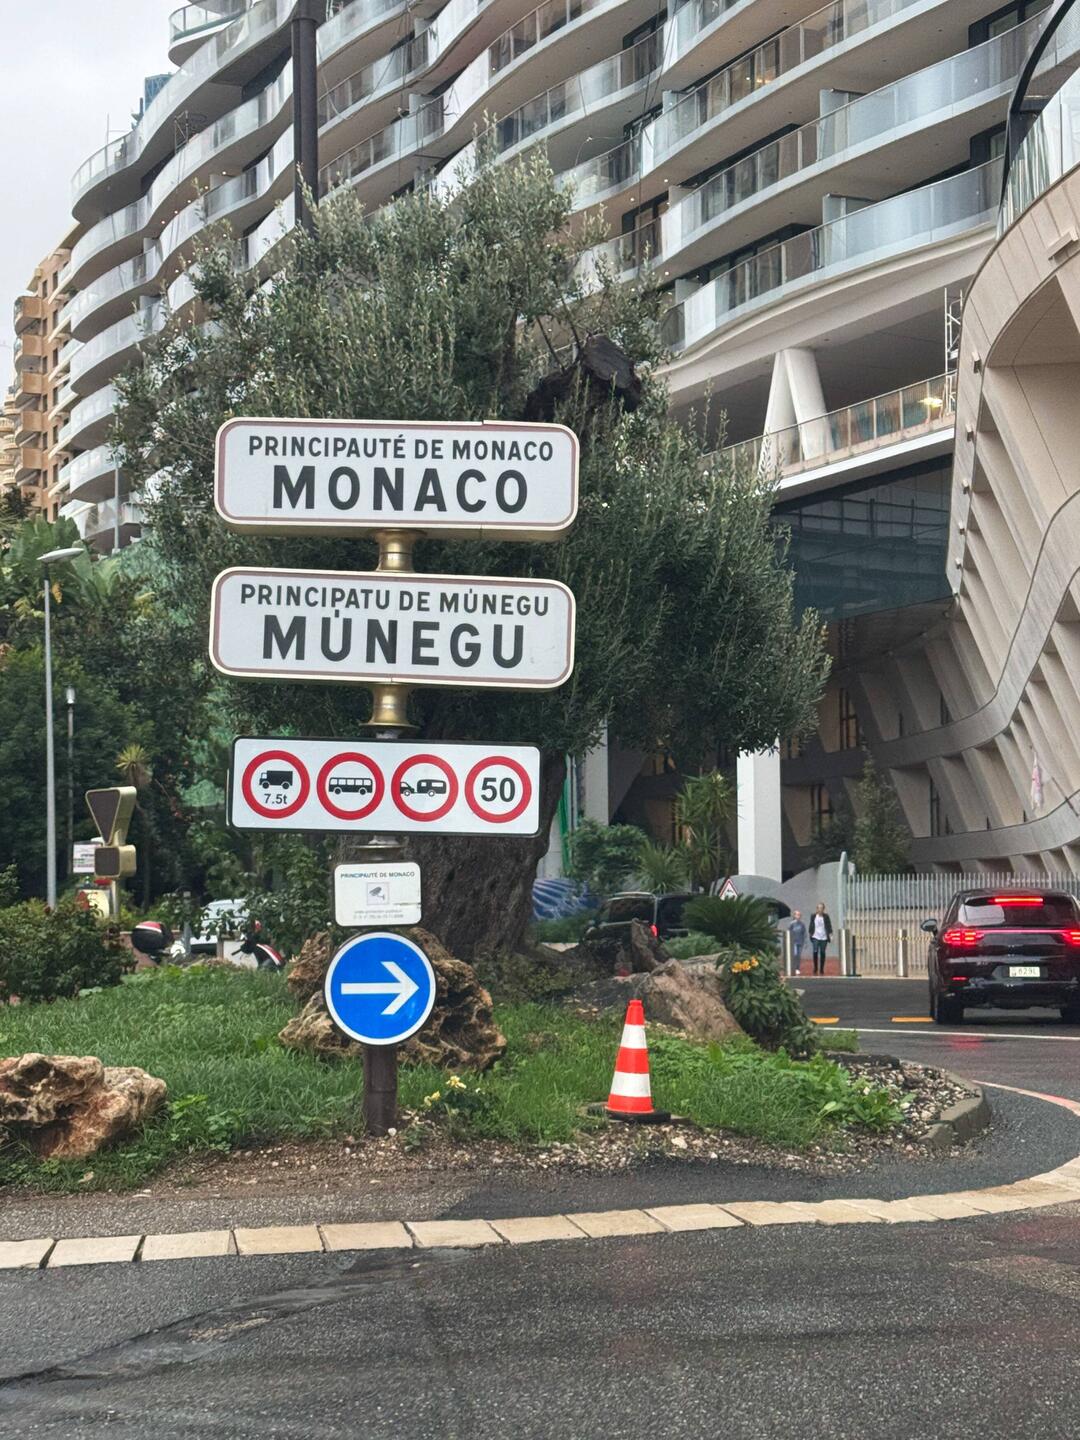 PRINCIPAUTÉ DE MONACO
MONACO
PRINCIPATU DE MÙNEGU
MÙNEGU
7.5t
50
PRINCIPAUTÉ DE MONACO